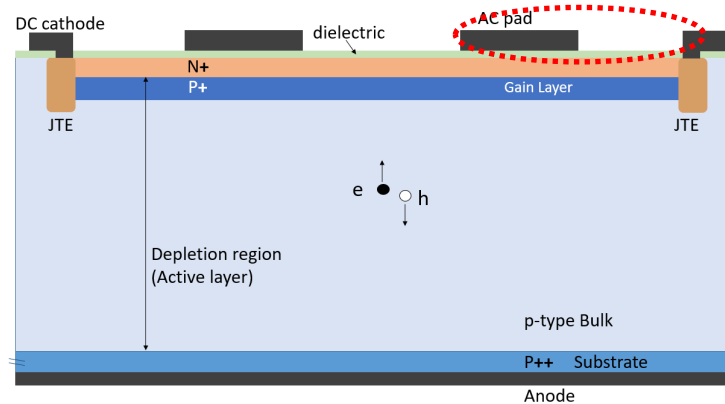 DC cathode
dielectric
AC pad
N+
P+
Gain Layer
JTE
JTE
e
h
Depletion region
(Active layer)
p-type Bulk
P++ Substrate
Anode